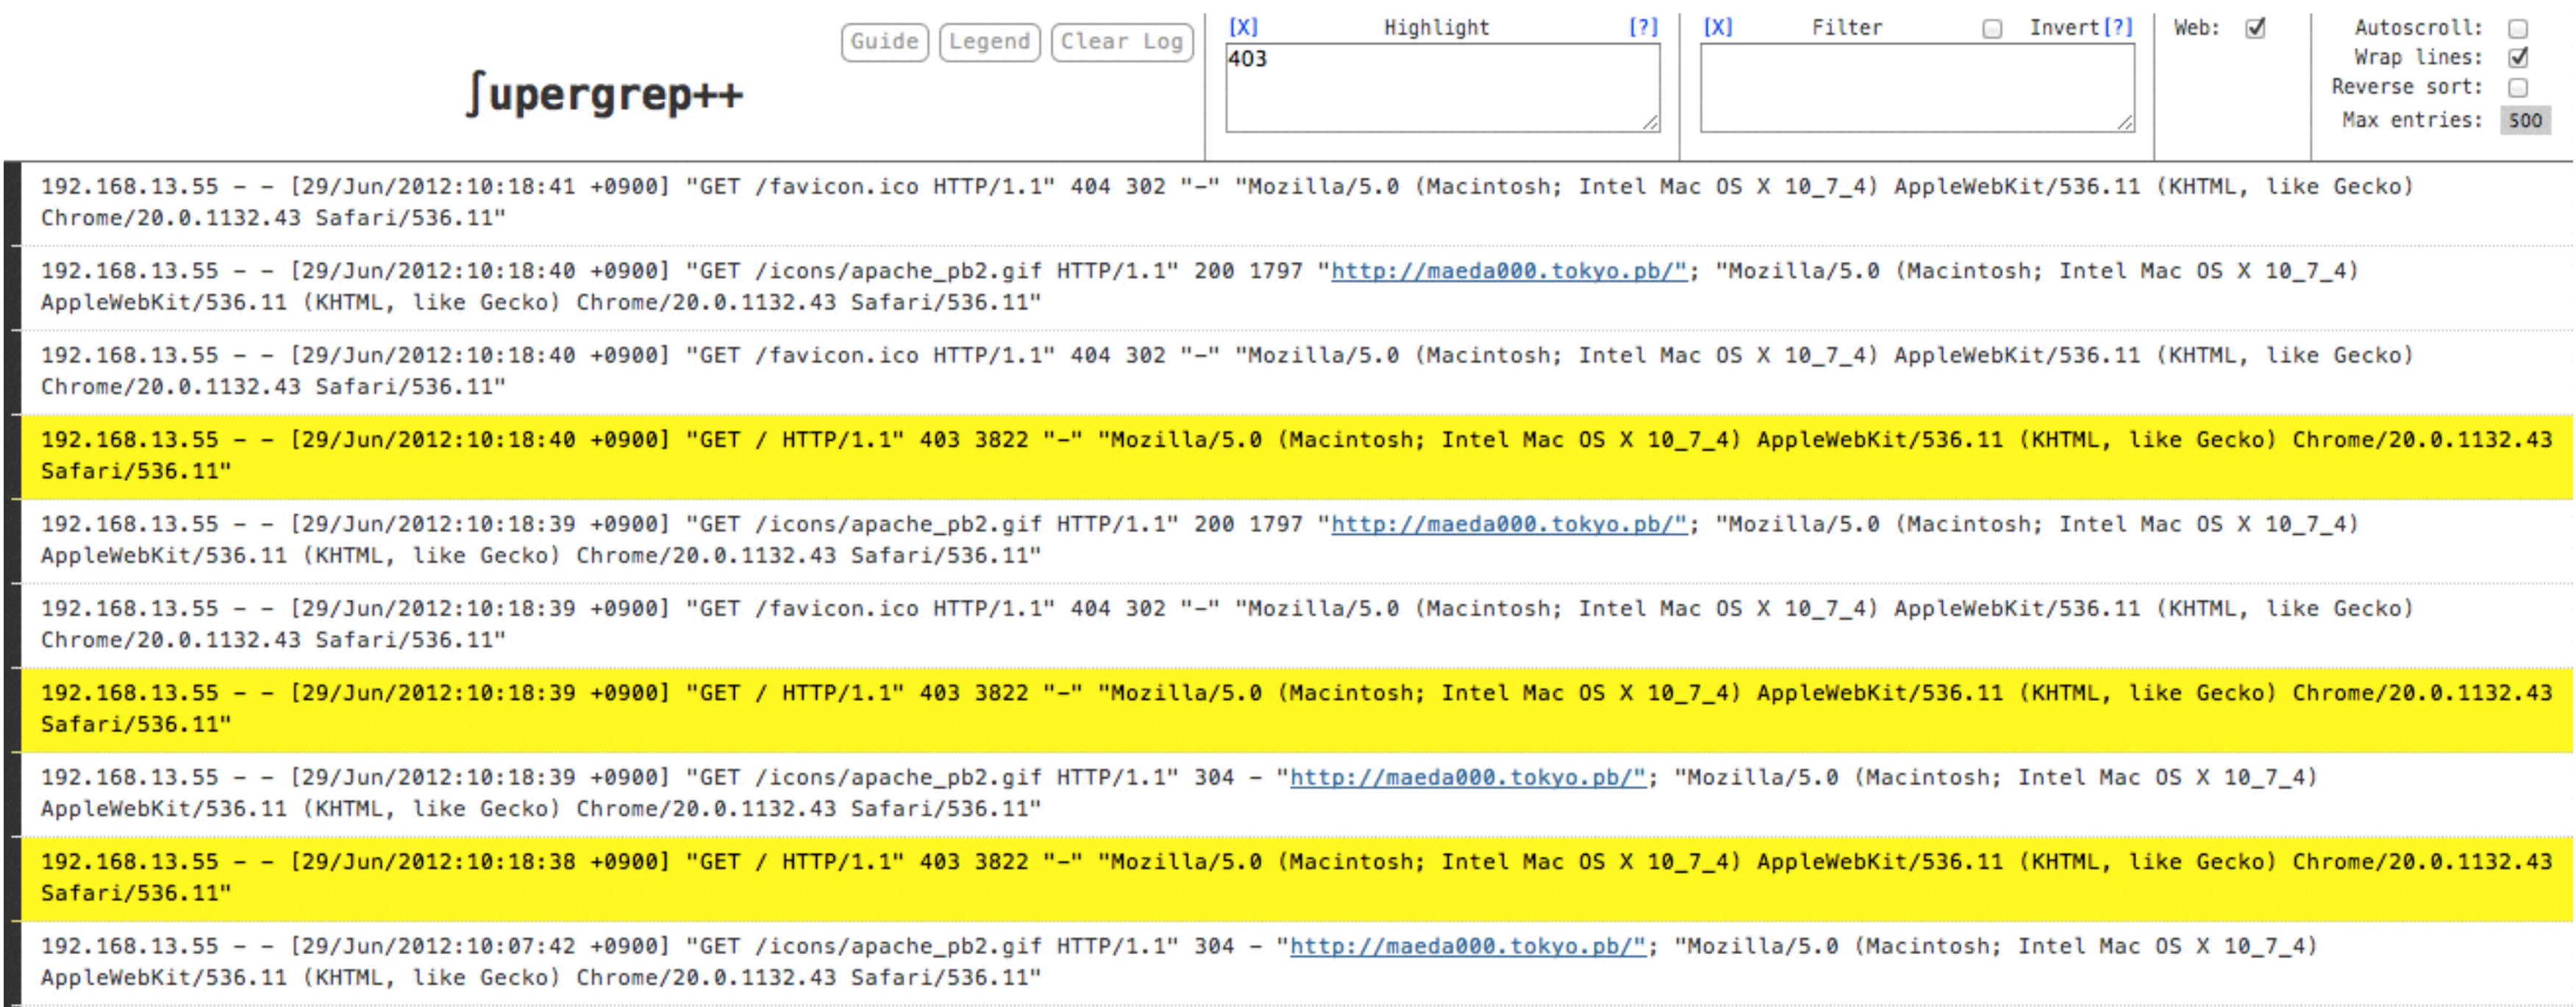 Guide Legend Clear Log
∫upergrep++
[X] Highlight [?]
403
[X] Filter Invert[?]
Web:
Autoscroll:
Wrap lines:
Reverse sort:
Max entries: 500
192.168.13.55 - - [29/Jun/2012:10:18:41 +0900] "GET /favicon.ico HTTP/1.1" 404 302 "-" "Mozilla/5.0 (Macintosh; Intel Mac OS X 10_7_4) AppleWebKit/536.11 (KHTML, like Gecko)
Chrome/20.0.1132.43 Safari/536.11"
192.168.13.55 - - [29/Jun/2012:10:18:40 +0900] "GET /icons/apache_pb2.gif HTTP/1.1" 200 1797 "http://maeda000.tokyo.pb/"; "Mozilla/5.0 (Macintosh; Intel Mac OS X 10_7_4)
AppleWebKit/536.11 (KHTML, like Gecko) Chrome/20.0.1132.43 Safari/536.11"
192.168.13.55 - - [29/Jun/2012:10:18:40 +0900] "GET /favicon.ico HTTP/1.1" 404 302 "-" "Mozilla/5.0 (Macintosh; Intel Mac OS X 10_7_4) AppleWebKit/536.11 (KHTML, like Gecko)
Chrome/20.0.1132.43 Safari/536.11"
192.168.13.55 - - [29/Jun/2012:10:18:40 +0900] "GET / HTTP/1.1" 403 3822 "-" "Mozilla/5.0 (Macintosh; Intel Mac OS X 10_7_4) AppleWebKit/536.11 (KHTML, like Gecko) Chrome/20.0.1132.43
Safari/536.11"
192.168.13.55 - - [29/Jun/2012:10:18:39 +0900] "GET /icons/apache_pb2.gif HTTP/1.1" 200 1797 "http://maeda000.tokyo.pb/"; "Mozilla/5.0 (Macintosh; Intel Mac OS X 10_7_4)
AppleWebKit/536.11 (KHTML, like Gecko) Chrome/20.0.1132.43 Safari/536.11"
192.168.13.55 - - [29/Jun/2012:10:18:39 +0900] "GET /favicon.ico HTTP/1.1" 404 302 "-" "Mozilla/5.0 (Macintosh; Intel Mac OS X 10_7_4) AppleWebKit/536.11 (KHTML, like Gecko)
Chrome/20.0.1132.43 Safari/536.11"
192.168.13.55 - - [29/Jun/2012:10:18:39 +0900] "GET / HTTP/1.1" 403 3822 "-" "Mozilla/5.0 (Macintosh; Intel Mac OS X 10_7_4) AppleWebKit/536.11 (KHTML, like Gecko) Chrome/20.0.1132.43
Safari/536.11"
192.168.13.55 - - [29/Jun/2012:10:18:39 +0900] "GET /icons/apache_pb2.gif HTTP/1.1" 304 - "http://maeda000.tokyo.pb/"; "Mozilla/5.0 (Macintosh; Intel Mac OS X 10_7_4)
AppleWebKit/536.11 (KHTML, like Gecko) Chrome/20.0.1132.43 Safari/536.11"
192.168.13.55 - - [29/Jun/2012:10:18:38 +0900] "GET / HTTP/1.1" 403 3822 "-" "Mozilla/5.0 (Macintosh; Intel Mac OS X 10_7_4) AppleWebKit/536.11 (KHTML, like Gecko) Chrome/20.0.1132.43
Safari/536.11"
192.168.13.55 - - [29/Jun/2012:10:07:42 +0900] "GET /icons/apache_pb2.gif HTTP/1.1" 304 - "http://maeda000.tokyo.pb/"; "Mozilla/5.0 (Macintosh; Intel Mac OS X 10_7_4)
AppleWebKit/536.11 (KHTML, like Gecko) Chrome/20.0.1132.43 Safari/536.11"